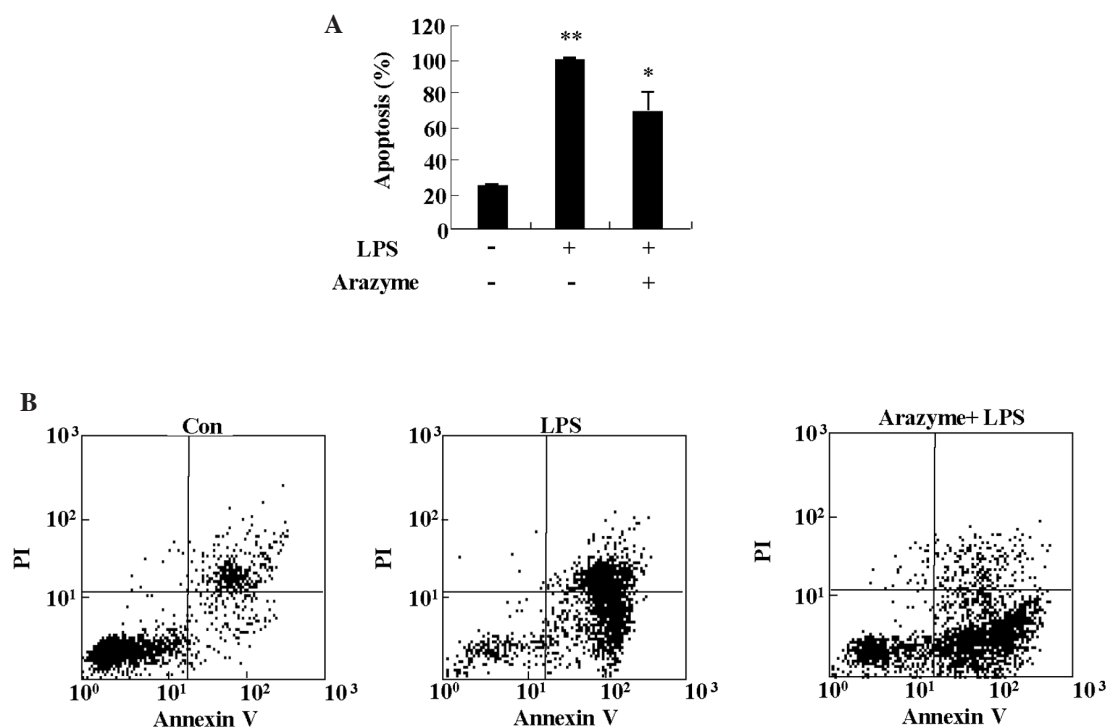 A
120
100
80
60
40
20
0
Apoptosis (%)
**
*
LPS - + +
Arazyme - - +
B
Con LPS Arazyme+ LPS
10³ 10³ 10³
10² 10² 10²
10¹ 10¹ 10¹
PI PI PI
10⁰ 10¹ 10² 10³ 10⁰ 10¹ 10² 10³ 10⁰ 10¹ 10² 10³
Annexin V Annexin V Annexin V